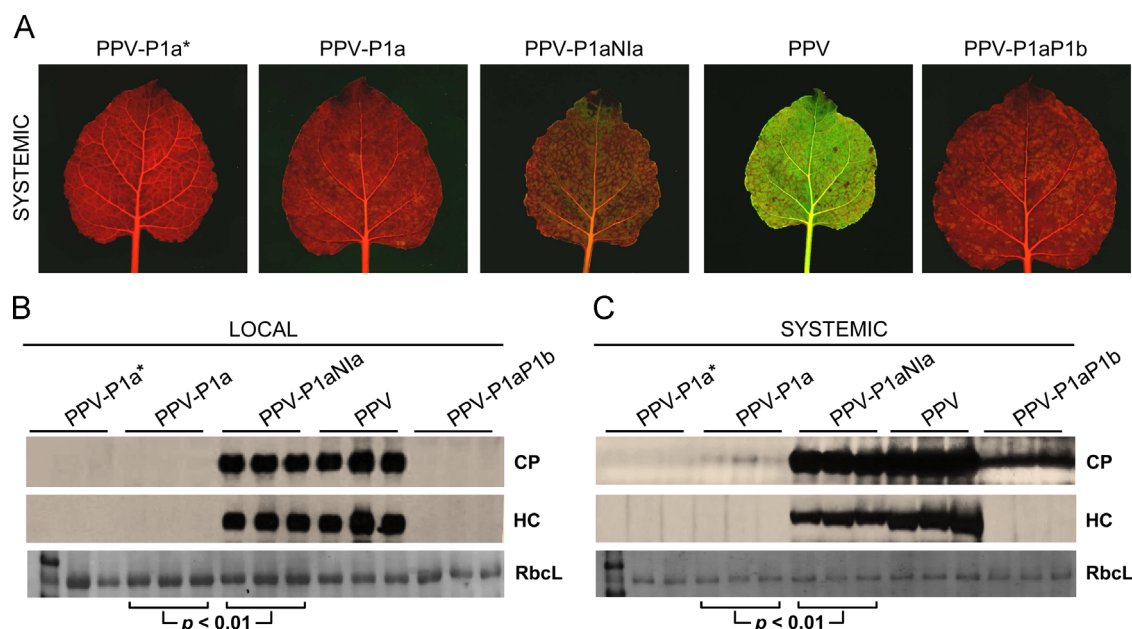 A
PPV-P1a* PPV-P1a PPV-P1aNIa PPV PPV-P1aP1b
SYSTEMIC
B
LOCAL
PPV-P1a* PPV-P1a PPV-P1aNIa PPV PPV-P1aP1b
CP
HC
RbcL
p < 0.01
C
SYSTEMIC
PPV-P1a* PPV-P1a PPV-P1aNIa PPV PPV-P1aP1b
CP
HC
RbcL
p < 0.01